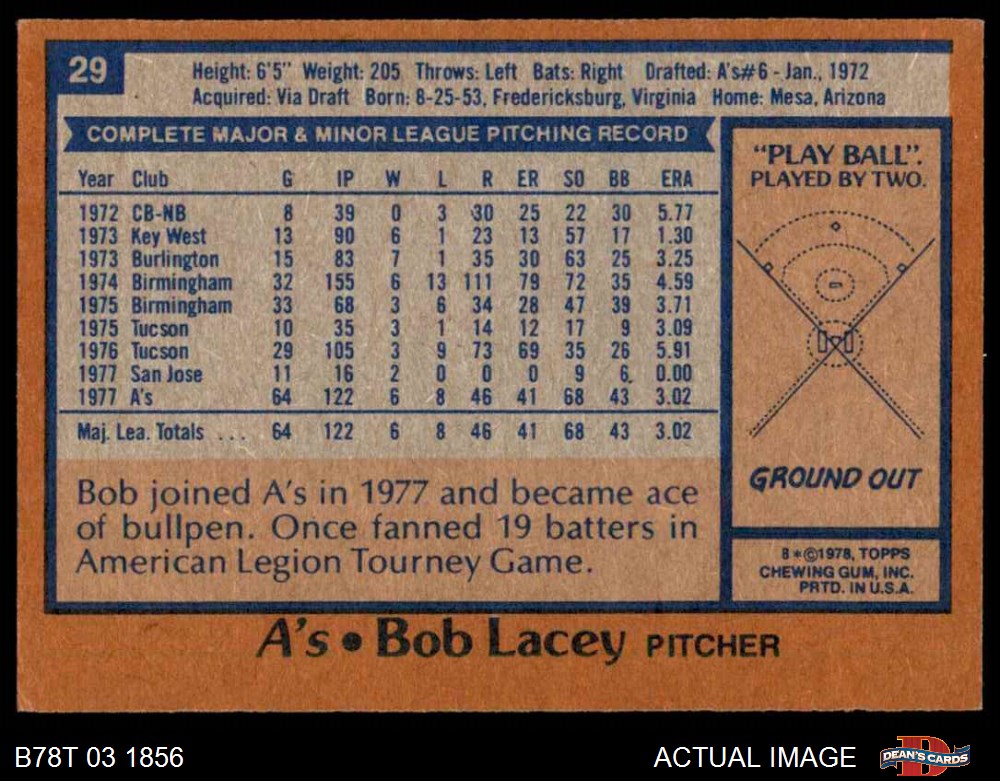 29
Height: 6'5" Weight: 205 Throws: Left Bats: Right Drafted: A's#6 - Jan., 1972
Acquired: Via Draft Born: 8-25-53, Fredericksburg, Virginia Home: Mesa, Arizona
COMPLETE MAJOR & MINOR LEAGUE PITCHING RECORD
Year Club G IP W L R ER SO BB ERA
1972 CB-NB 8 39 0 3 30 25 22 30 5.77
1973 Key West 13 90 6 1 23 13 57 17 1.30
1973 Burlington 15 83 7 1 35 30 63 25 3.25
1974 Birmingham 32 155 6 13 111 79 72 35 4.59
1975 Birmingham 33 68 3 6 34 28 47 39 3.71
1975 Tucson 10 35 3 1 14 12 17 9 3.09
1976 Tucson 29 105 3 9 73 69 35 26 5.91
1977 San Jose 11 16 2 0 0 0 9 6 0.00
1977 A's 64 122 6 8 46 41 68 43 3.02
Maj. Lea. Totals ... 64 122 6 8 46 41 68 43 3.02
Bob joined A's in 1977 and became ace
of bullpen. Once fanned 19 batters in
American Legion Tourney Game.
"PLAY BALL".
PLAYED BY TWO.
GROUND OUT
8*©1978, TOPPS
CHEWING GUM, INC.
PRTD. IN U.S.A.
A's • Bob Lacey PITCHER
B78T 03 1856
ACTUAL IMAGE
DEAN'S CARDS